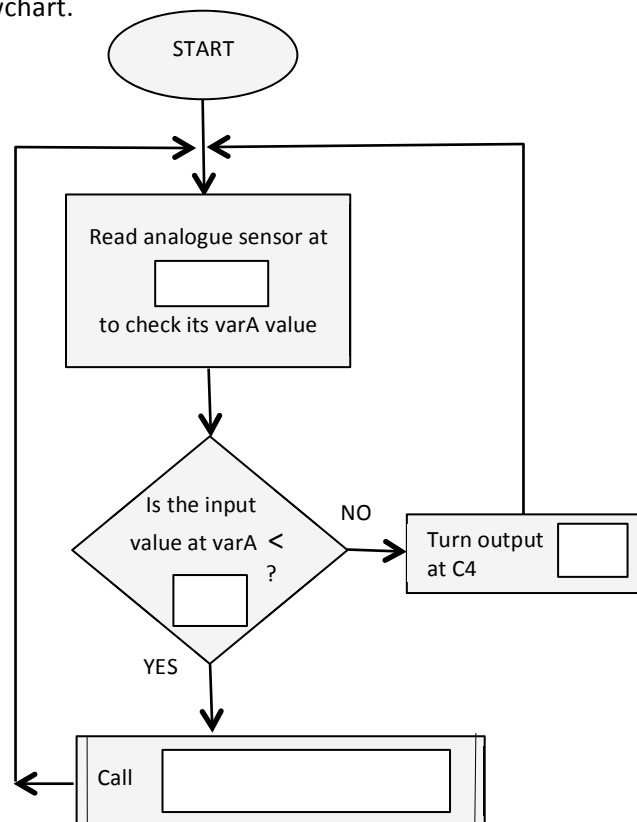 wchart.
START
Read analogue sensor at
to check its varA value
Is the input
value at varA <
?
NO
Turn output
at C4
YES
Call